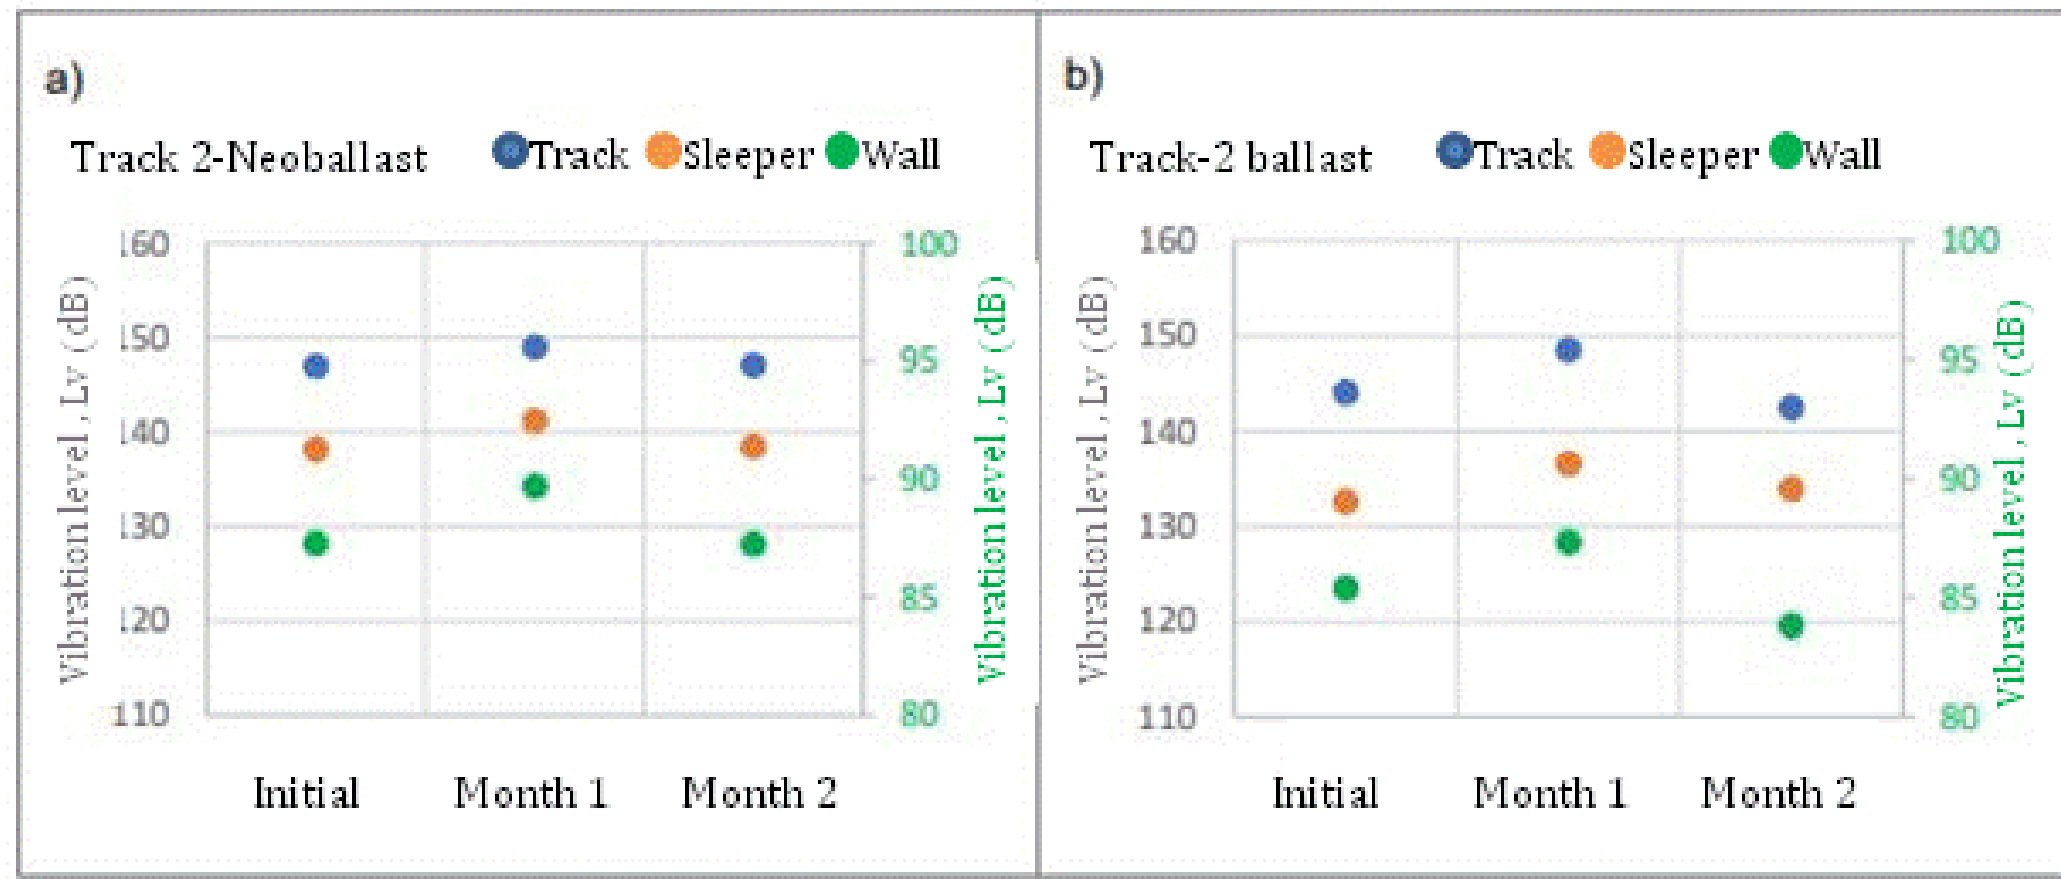 a)
Track 2-Neoballast Track Sleeper Wall
160
150
140
130
120
110
Vibration level , Lv (dB)
100
95
90
85
80
Vibration level , Lv (dB)
Initial Month 1 Month 2
b)
Track-2 ballast Track Sleeper Wall
160
150
140
130
120
110
Vibration level , Lv (dB)
100
95
90
85
80
Vibration level , Lv (dB)
Initial Month 1 Month 2